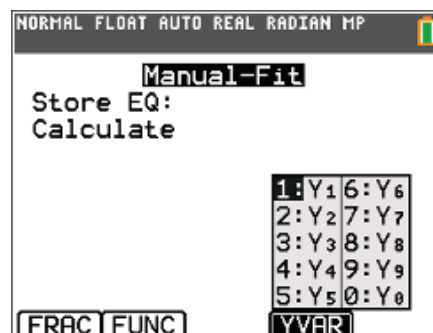 NORMAL FLOAT AUTO REAL RADIAN MP
Manual-Fit
Store EQ:
Calculate
1:Y₁ 6:Y₆
2:Y₂ 7:Y₇
3:Y₃ 8:Y₈
4:Y₄ 9:Y₉
5:Y₅ 0:Y₀
FRAC FUNC YVAR